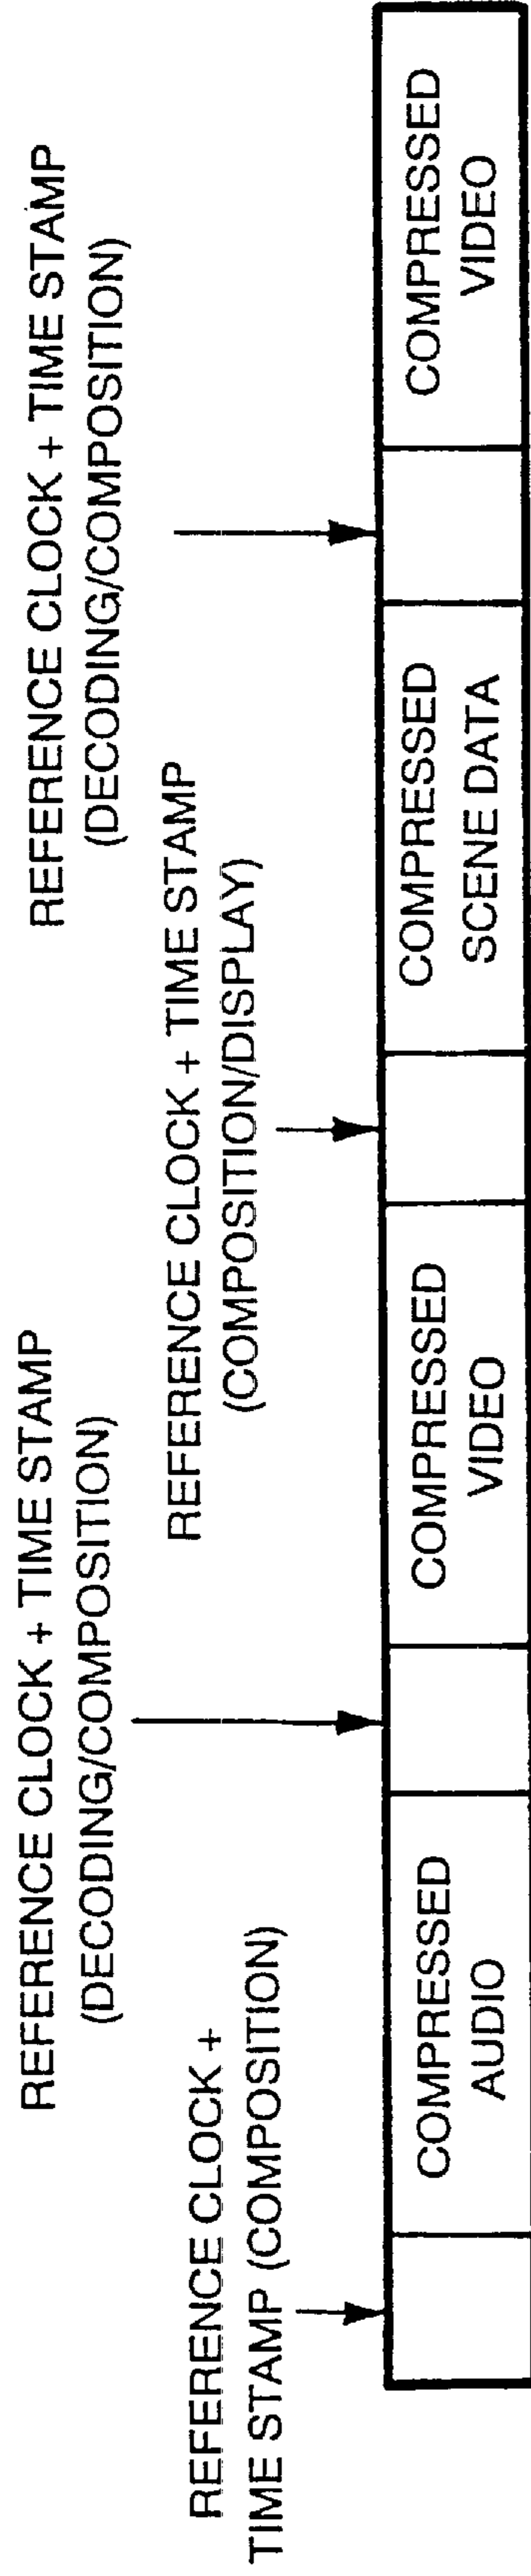 REFERENCE CLOCK +
TIME STAMP (COMPOSITION)
REFERENCE CLOCK + TIME STAMP
(DECODING/COMPOSITION)
REFERENCE CLOCK + TIME STAMP
(COMPOSITION/DISPLAY)
REFERENCE CLOCK + TIME STAMP
(DECODING/COMPOSITION)
COMPRESSED
AUDIO
COMPRESSED
VIDEO
COMPRESSED
SCENE DATA
COMPRESSED
VIDEO